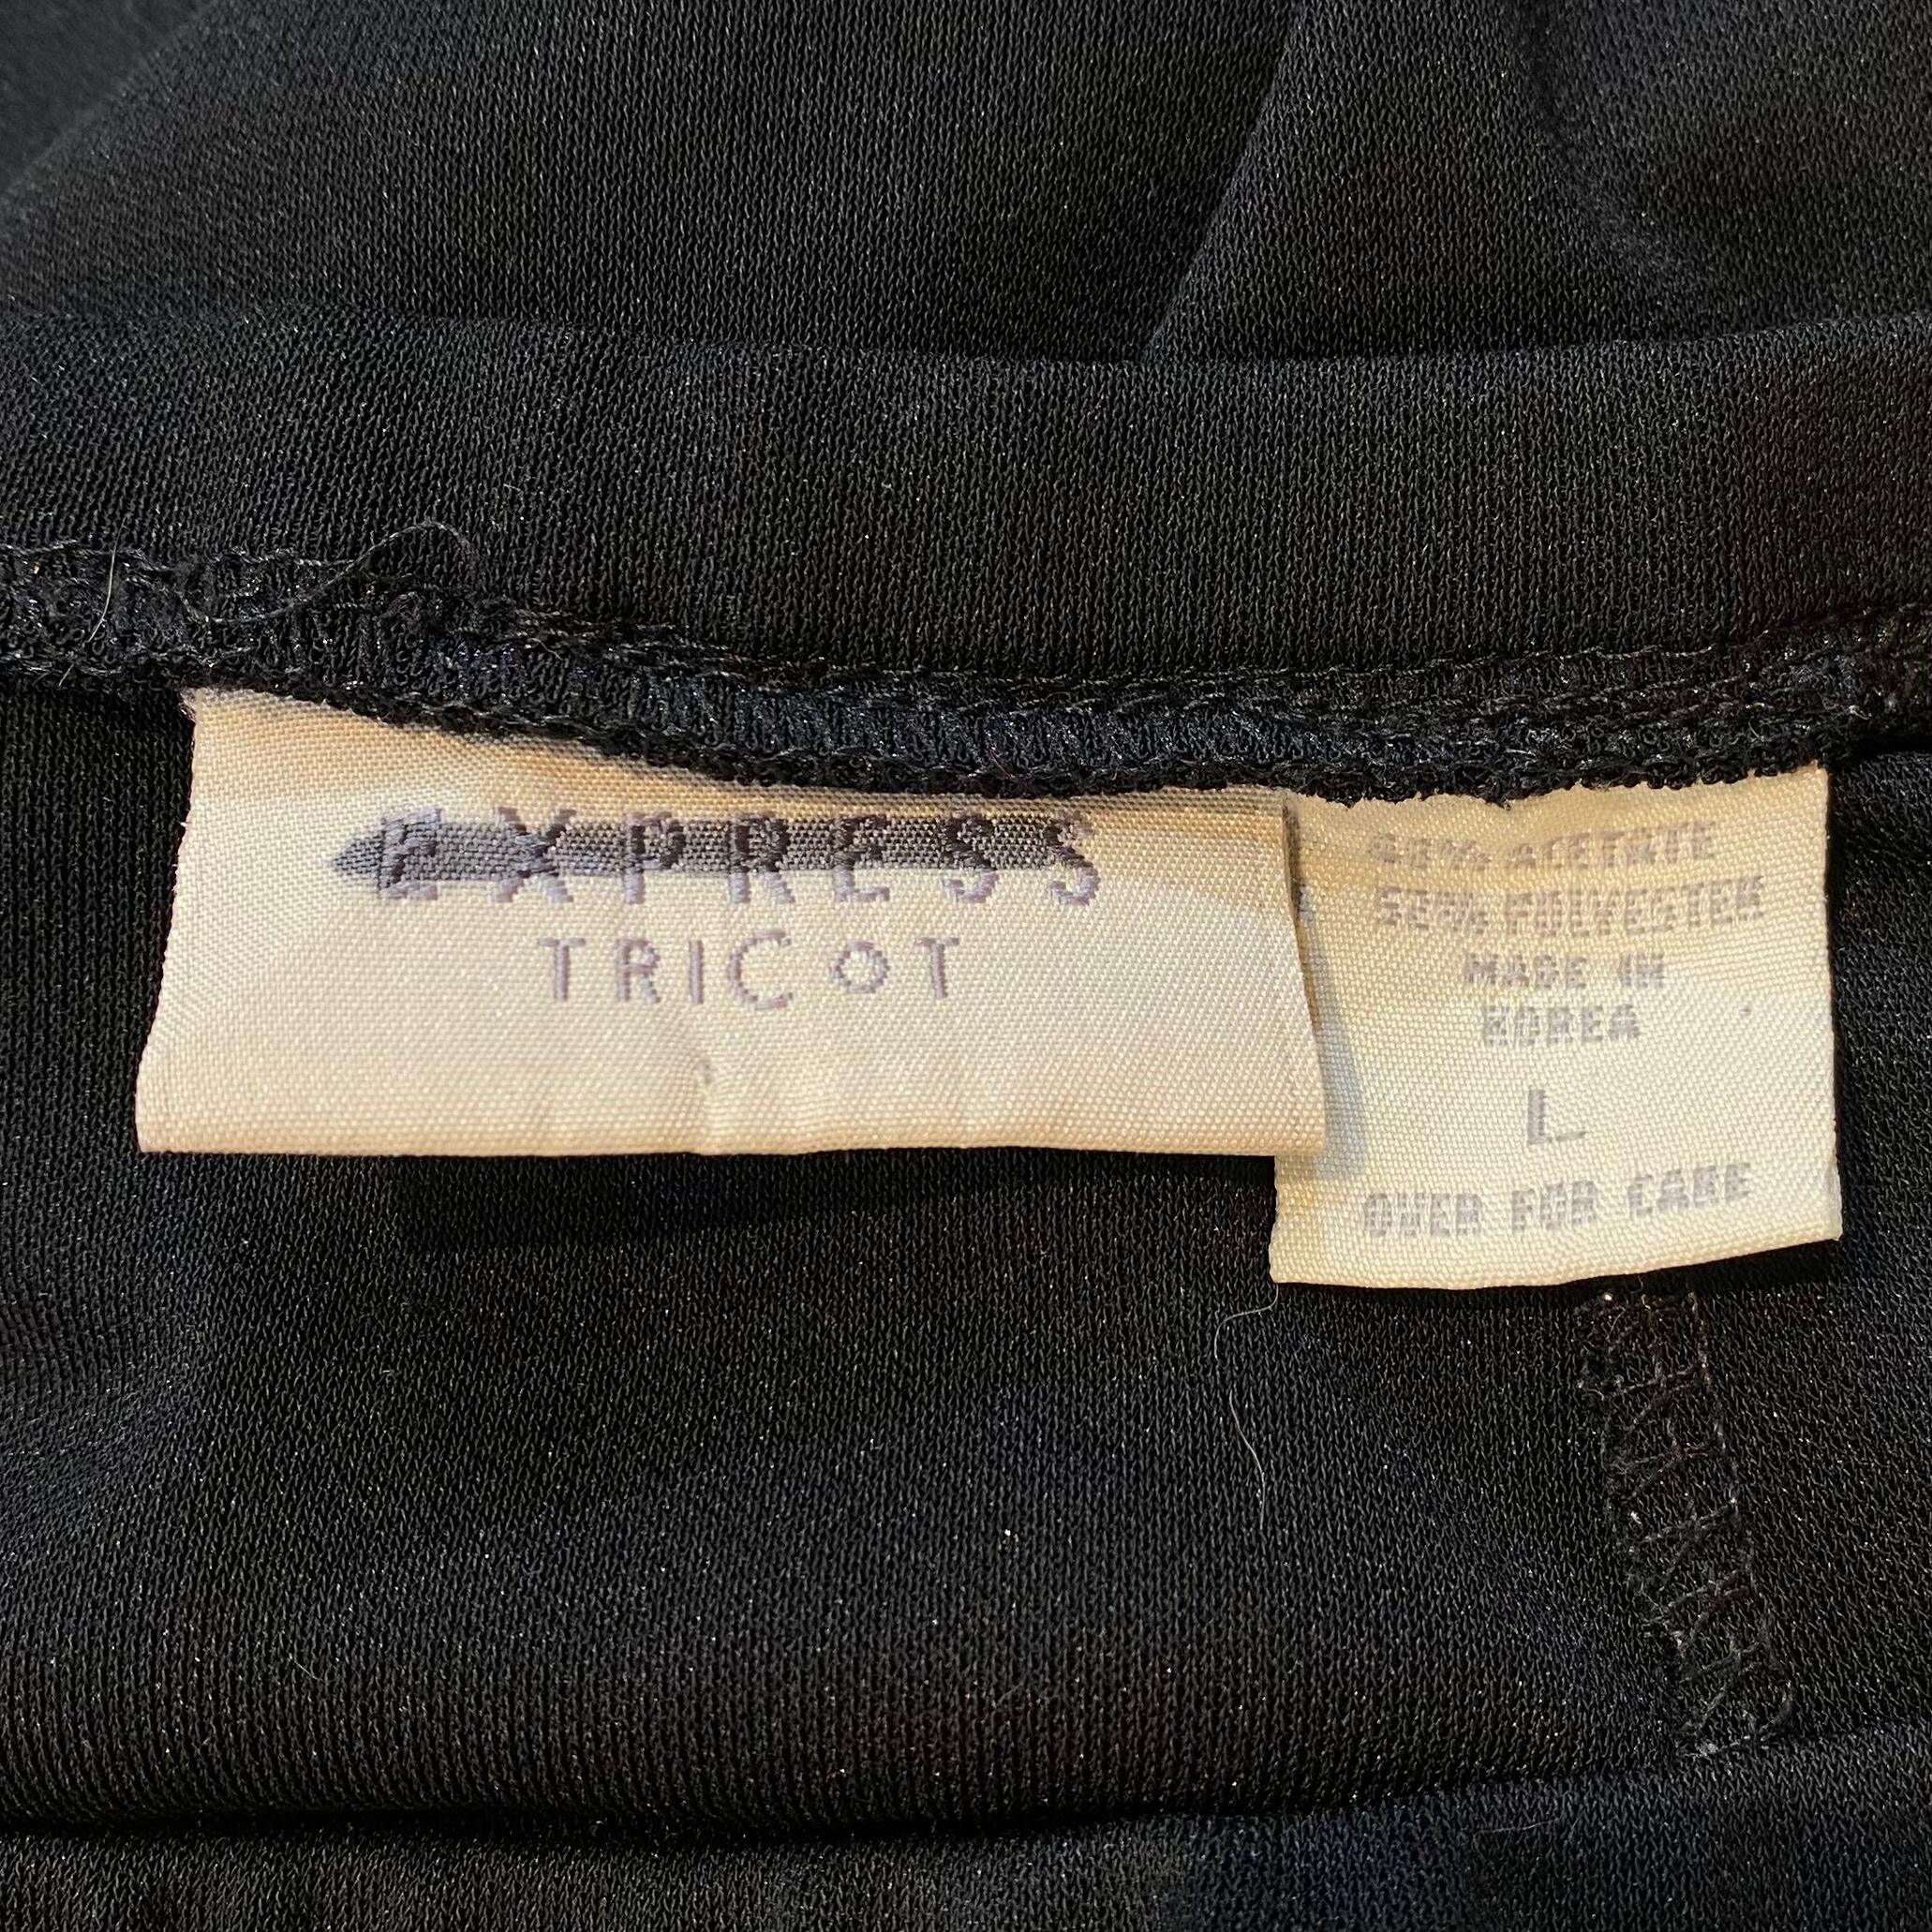 EXPRESS
TRICOT
ACETATE
POLYESTER
MADE IN
KOREA
L
OVER FOR CARE